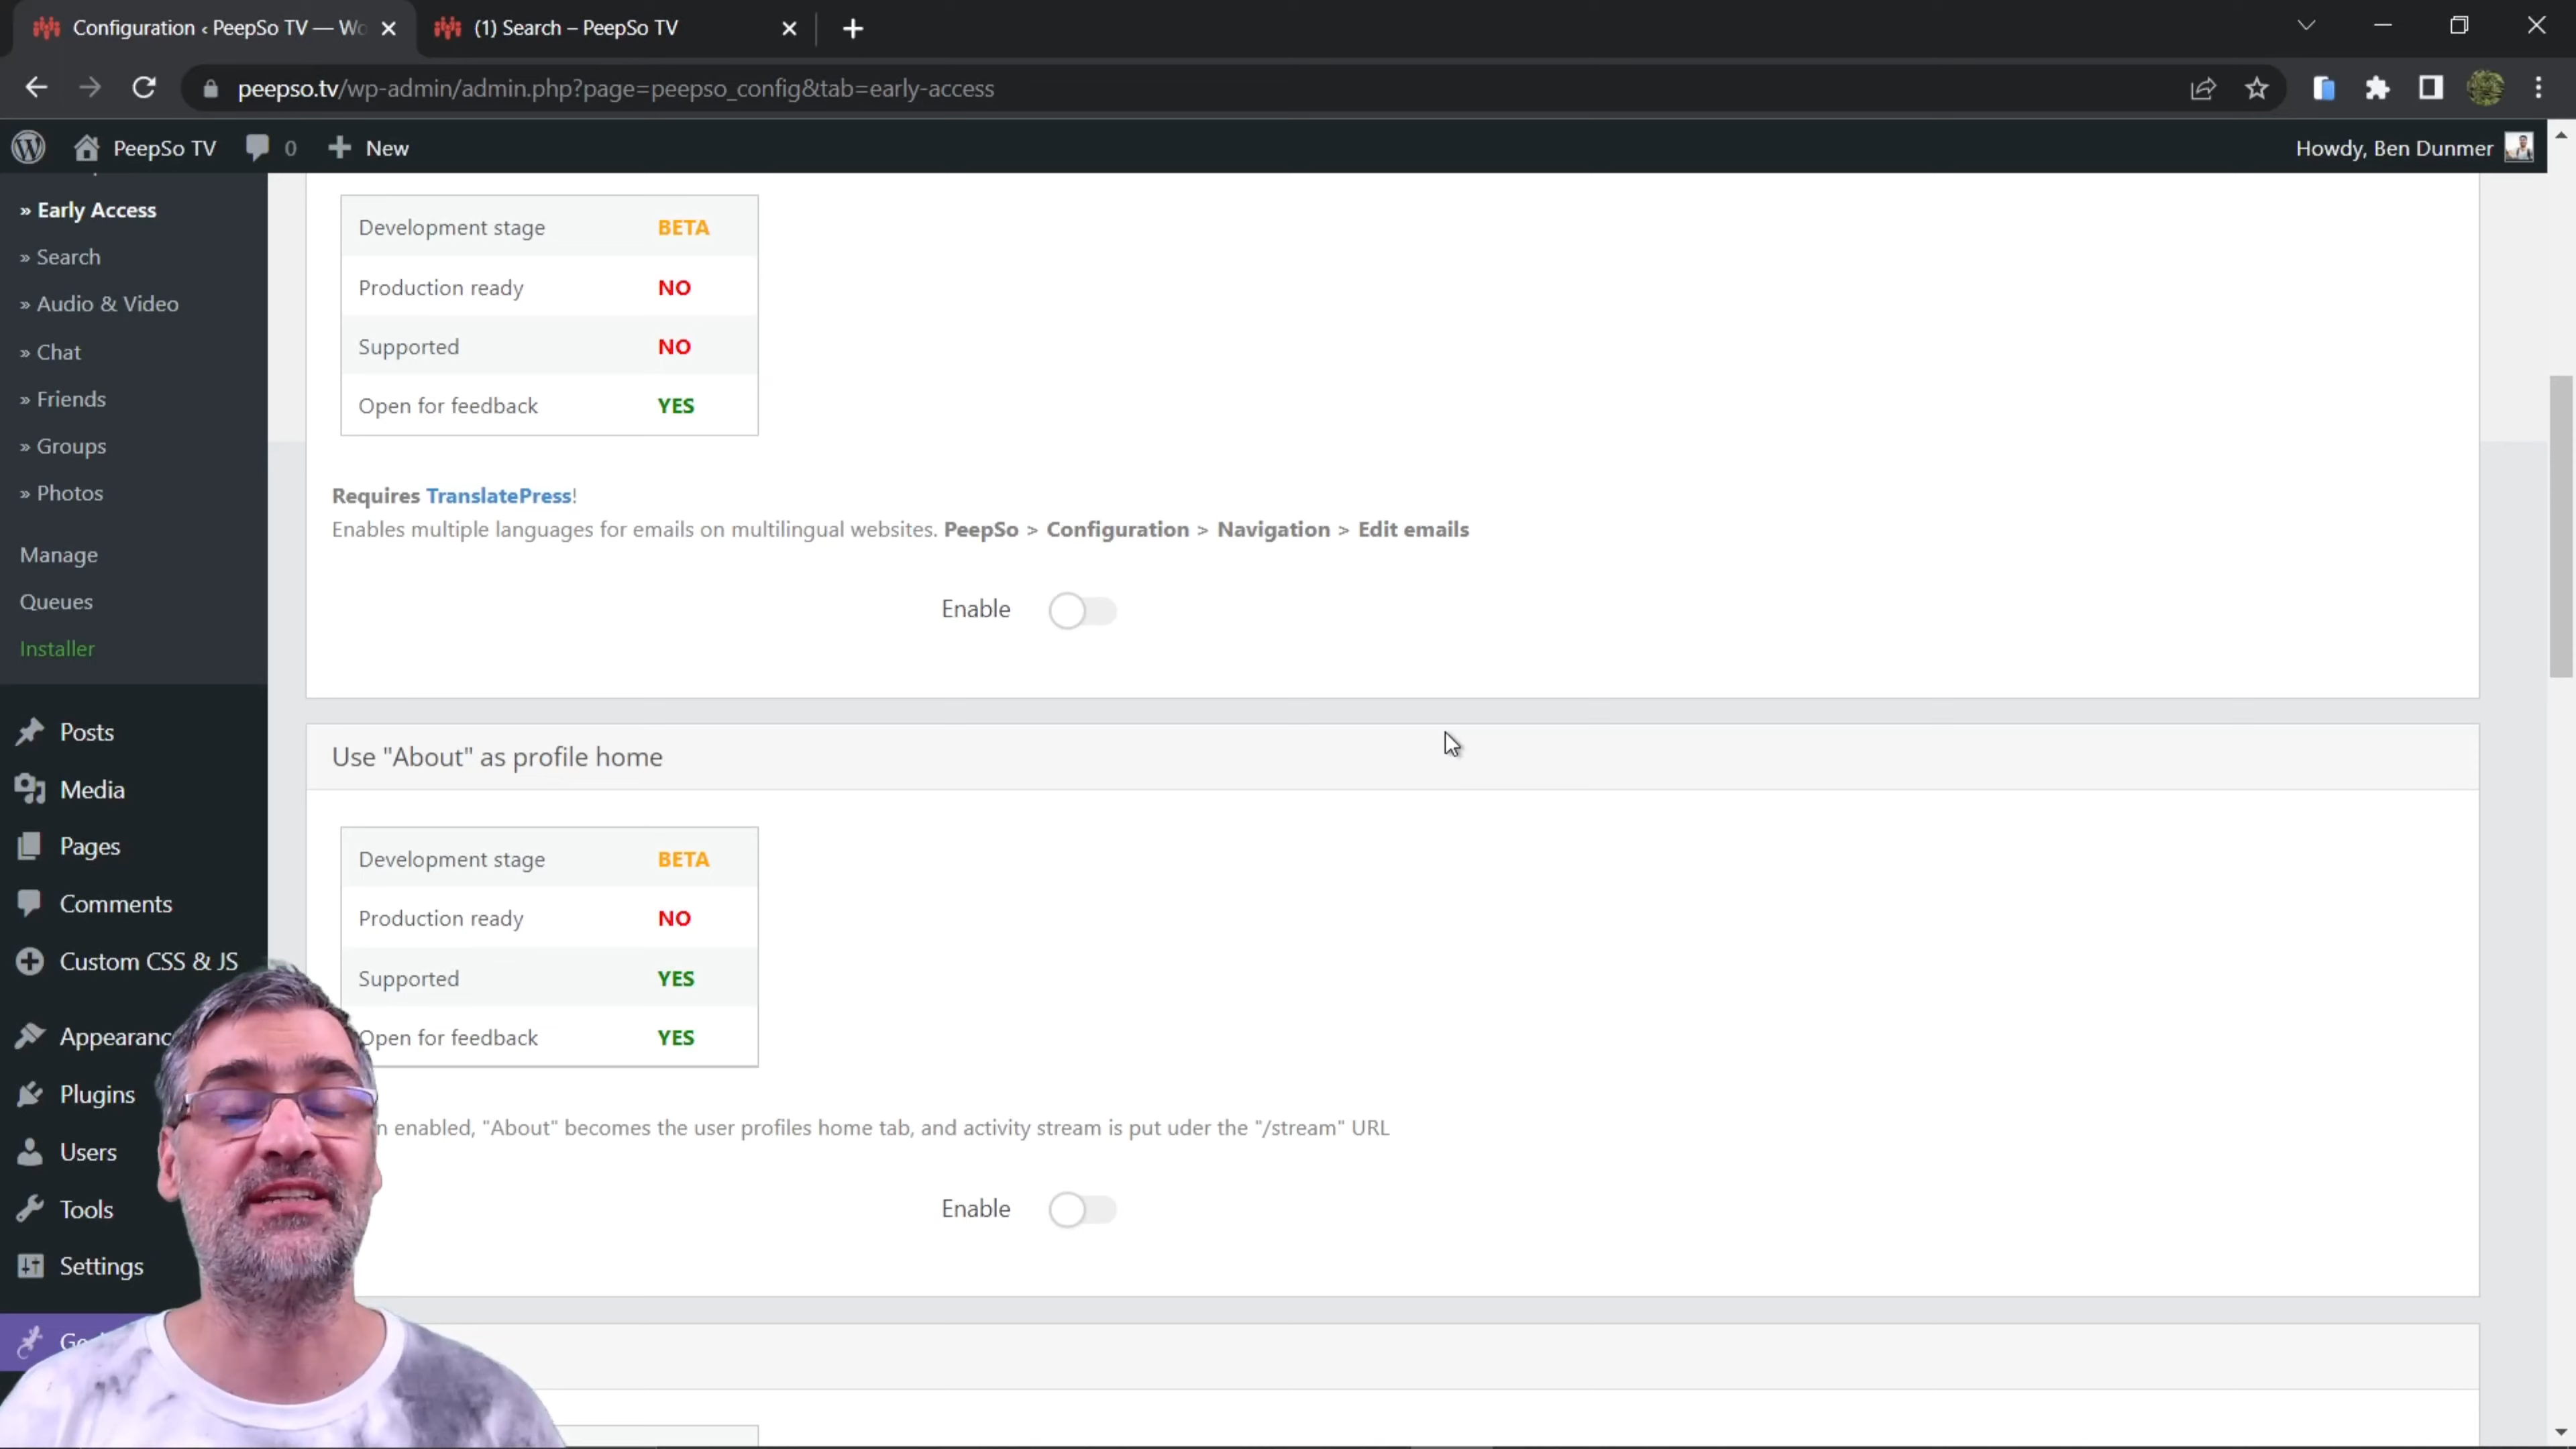 Configuration ‹ PeepSo TV — Wo
(1) Search – PeepSo TV
peepso.tv/wp-admin/admin.php?page=peepso_config&tab=early-access
PeepSo TV
0
New
Howdy, Ben Dunmer
» Early Access
» Search
» Audio & Video
» Chat
» Friends
» Groups
» Photos
Manage
Queues
Installer
Posts
Media
Pages
Comments
Custom CSS & JS
Appearanc
Plugins
Users
Tools
Settings
Development stage BETA
Production ready NO
Supported NO
Open for feedback YES
Requires TranslatePress!
Enables multiple languages for emails on multilingual websites. PeepSo > Configuration > Navigation > Edit emails
Enable
Use "About" as profile home
Development stage BETA
Production ready NO
Supported YES
Open for feedback YES
n enabled, "About" becomes the user profiles home tab, and activity stream is put uder the "/stream" URL
Enable